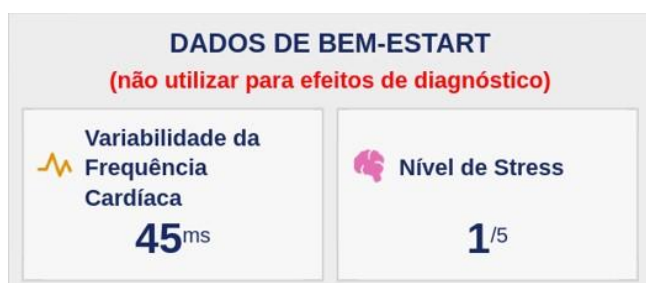 DADOS DE BEM-ESTART
(não utilizar para efeitos de diagnóstico)
Variabilidade da
Frequência
Cardíaca
45ms
Nível de Stress
1/5